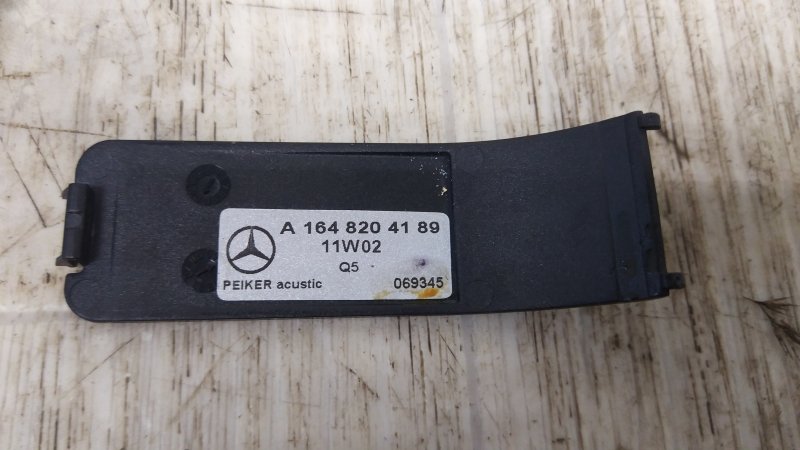 A 164 820 41 89
11W02
Q5
PEIKER acustic 069345